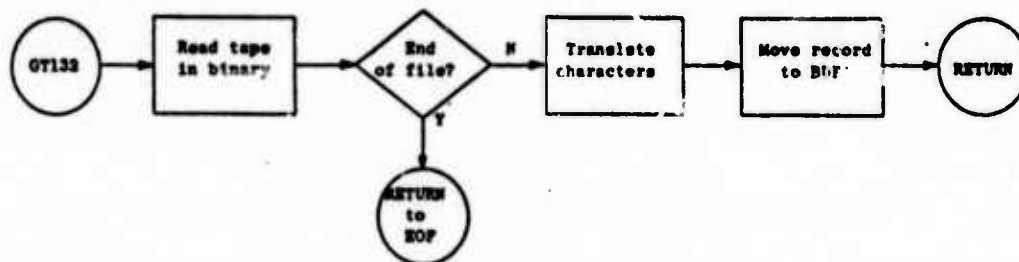 GT132
Read tape
in binary
End
of file?
N
Y
Translate
characters
Move record
to BUF
RETURN
RETURN
to
EOF